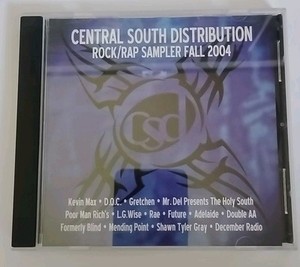 CENTRAL SOUTH DISTRIBUTION
ROCK/RAP SAMPLER FALL 2004
csd
Kevin Max • D.O.C. • Gretchen • Mr. Del Presents The Holy South
Poor Man Rich's • L.G.Wise • Rae • Future • Adelaide • Double AA
Formerly Blind • Mending Point • Shawn Tyler Gray • December Radio